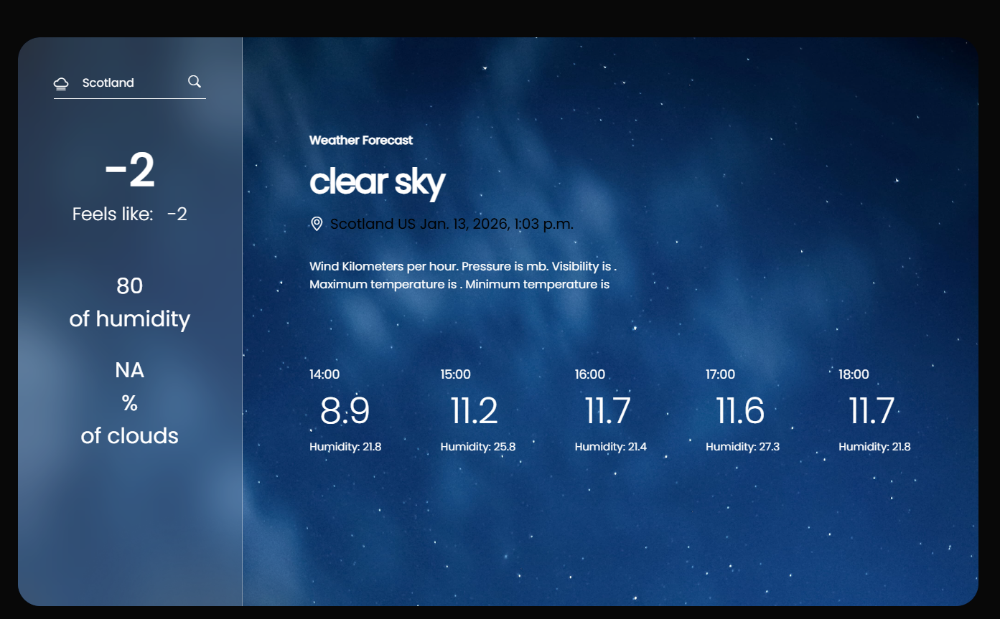 Scotland
-2
Feels like: -2
80
of humidity
NA
%
of clouds
Weather Forecast
clear sky
Scotland US Jan. 13, 2026, 1:03 p.m.
Wind Kilometers per hour. Pressure is mb. Visibility is .
Maximum temperature is . Minimum temperature is
14:00 15:00 16:00 17:00 18:00
8.9 11.2 11.7 11.6 11.7
Humidity: 21.8 Humidity: 25.8 Humidity: 21.4 Humidity: 27.3 Humidity: 21.8